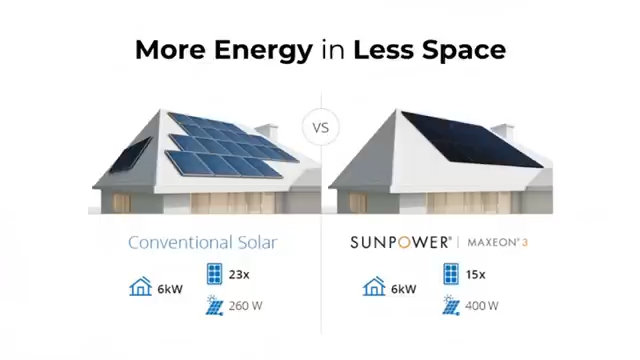 More Energy in Less Space
VS
Conventional Solar
SUNPOWER® | MAXEON® 3
6kW
23x
260 W
6kW
15x
400 W